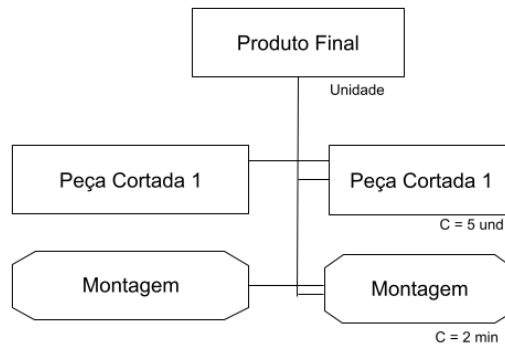 Produto Final
Unidade
Peça Cortada 1
Peça Cortada 1
C = 5 und
Montagem
Montagem
C = 2 min